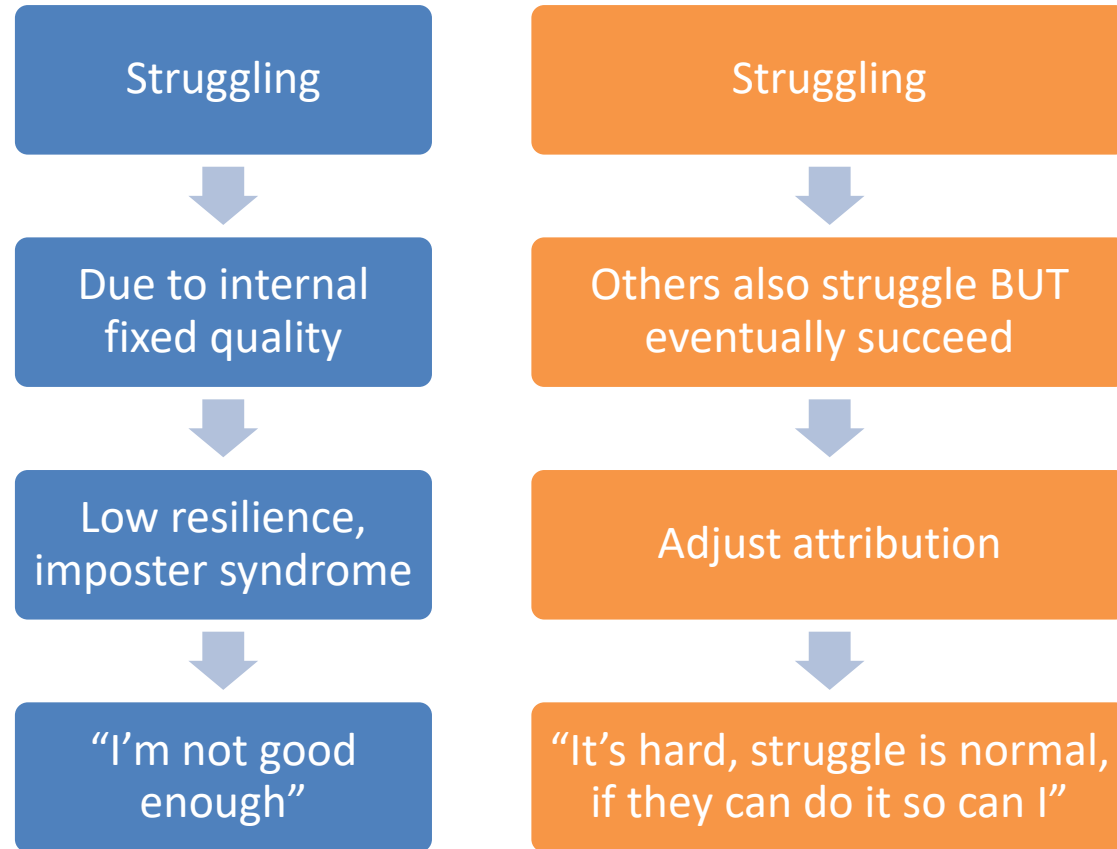 Struggling
Due to internal
fixed quality
Low resilience,
imposter syndrome
“I’m not good
enough”
Struggling
Others also struggle BUT
eventually succeed
Adjust attribution
“It’s hard, struggle is normal,
if they can do it so can I”